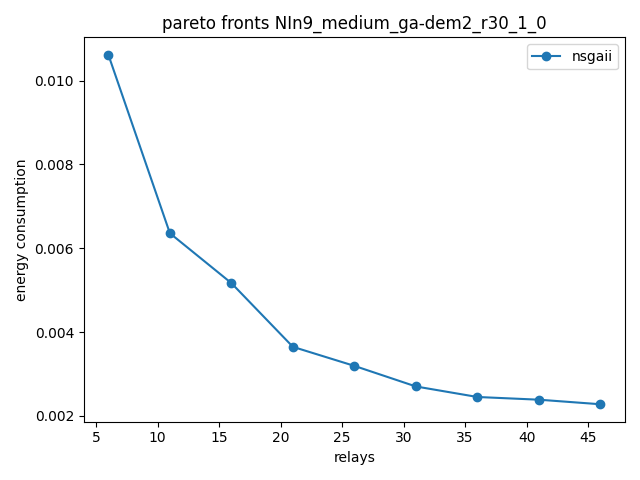 pareto fronts NIn9_medium_ga-dem2_r30_1_0
nsgaii
0.010
0.008
0.006
0.004
0.002
energy consumption
5 10 15 20 25 30 35 40 45
relays